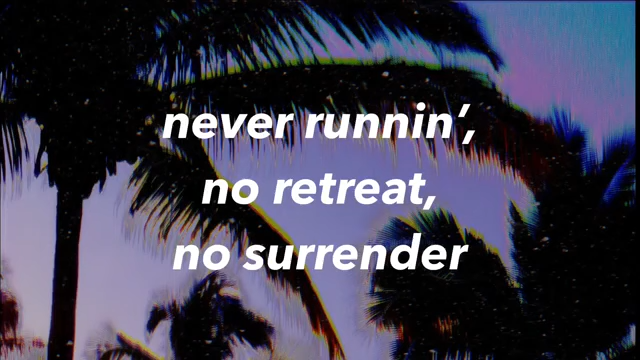 never runnin’,
no retreat,
no surrender